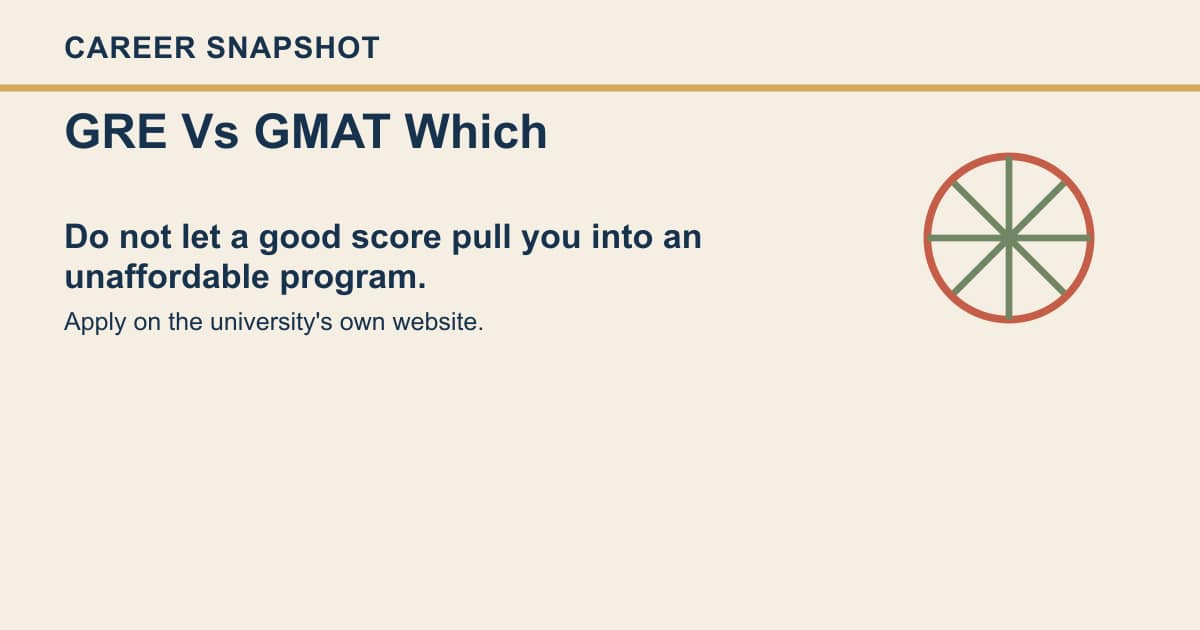 CAREER SNAPSHOT
GRE Vs GMAT Which
Do not let a good score pull you into an
unaffordable program.
Apply on the university's own website.